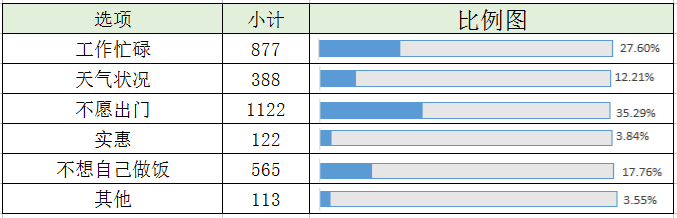 选项 小计 比例图
工作忙碌 877 27.60%
天气状况 388 12.21%
不愿出门 1122 35.29%
实惠 122 3.84%
不想自己做饭 565 17.76%
其他 113 3.55%